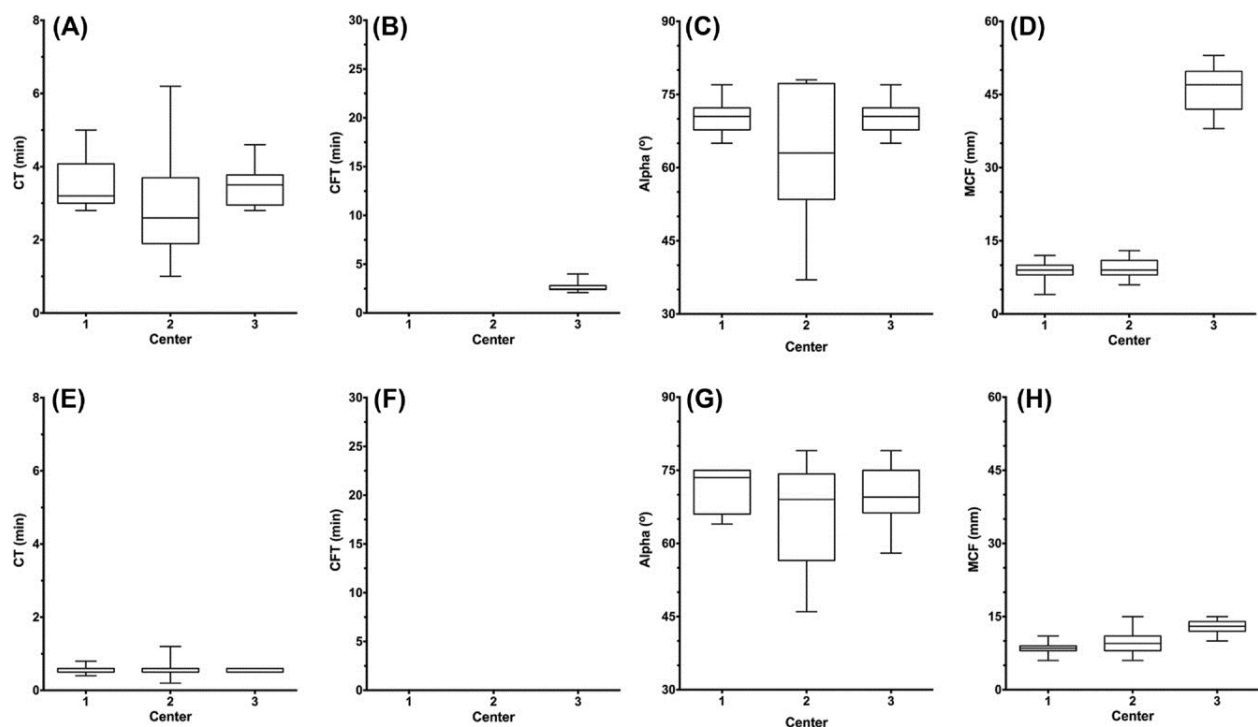 (A)
CT (min)
8
6
4
2
0
1 2 3
Center
(B)
CFT (min)
30
25
20
15
10
5
0
1 2 3
Center
(C)
Alpha (º)
90
75
60
45
30
1 2 3
Center
(D)
MCF (mm)
60
45
30
15
0
1 2 3
Center
(E)
CT (min)
8
6
4
2
0
1 2 3
Center
(F)
CFT (min)
30
25
20
15
10
5
0
1 2 3
Center
(G)
Alpha (º)
90
75
60
45
30
1 2 3
Center
(H)
MCF (mm)
60
45
30
15
0
1 2 3
Center